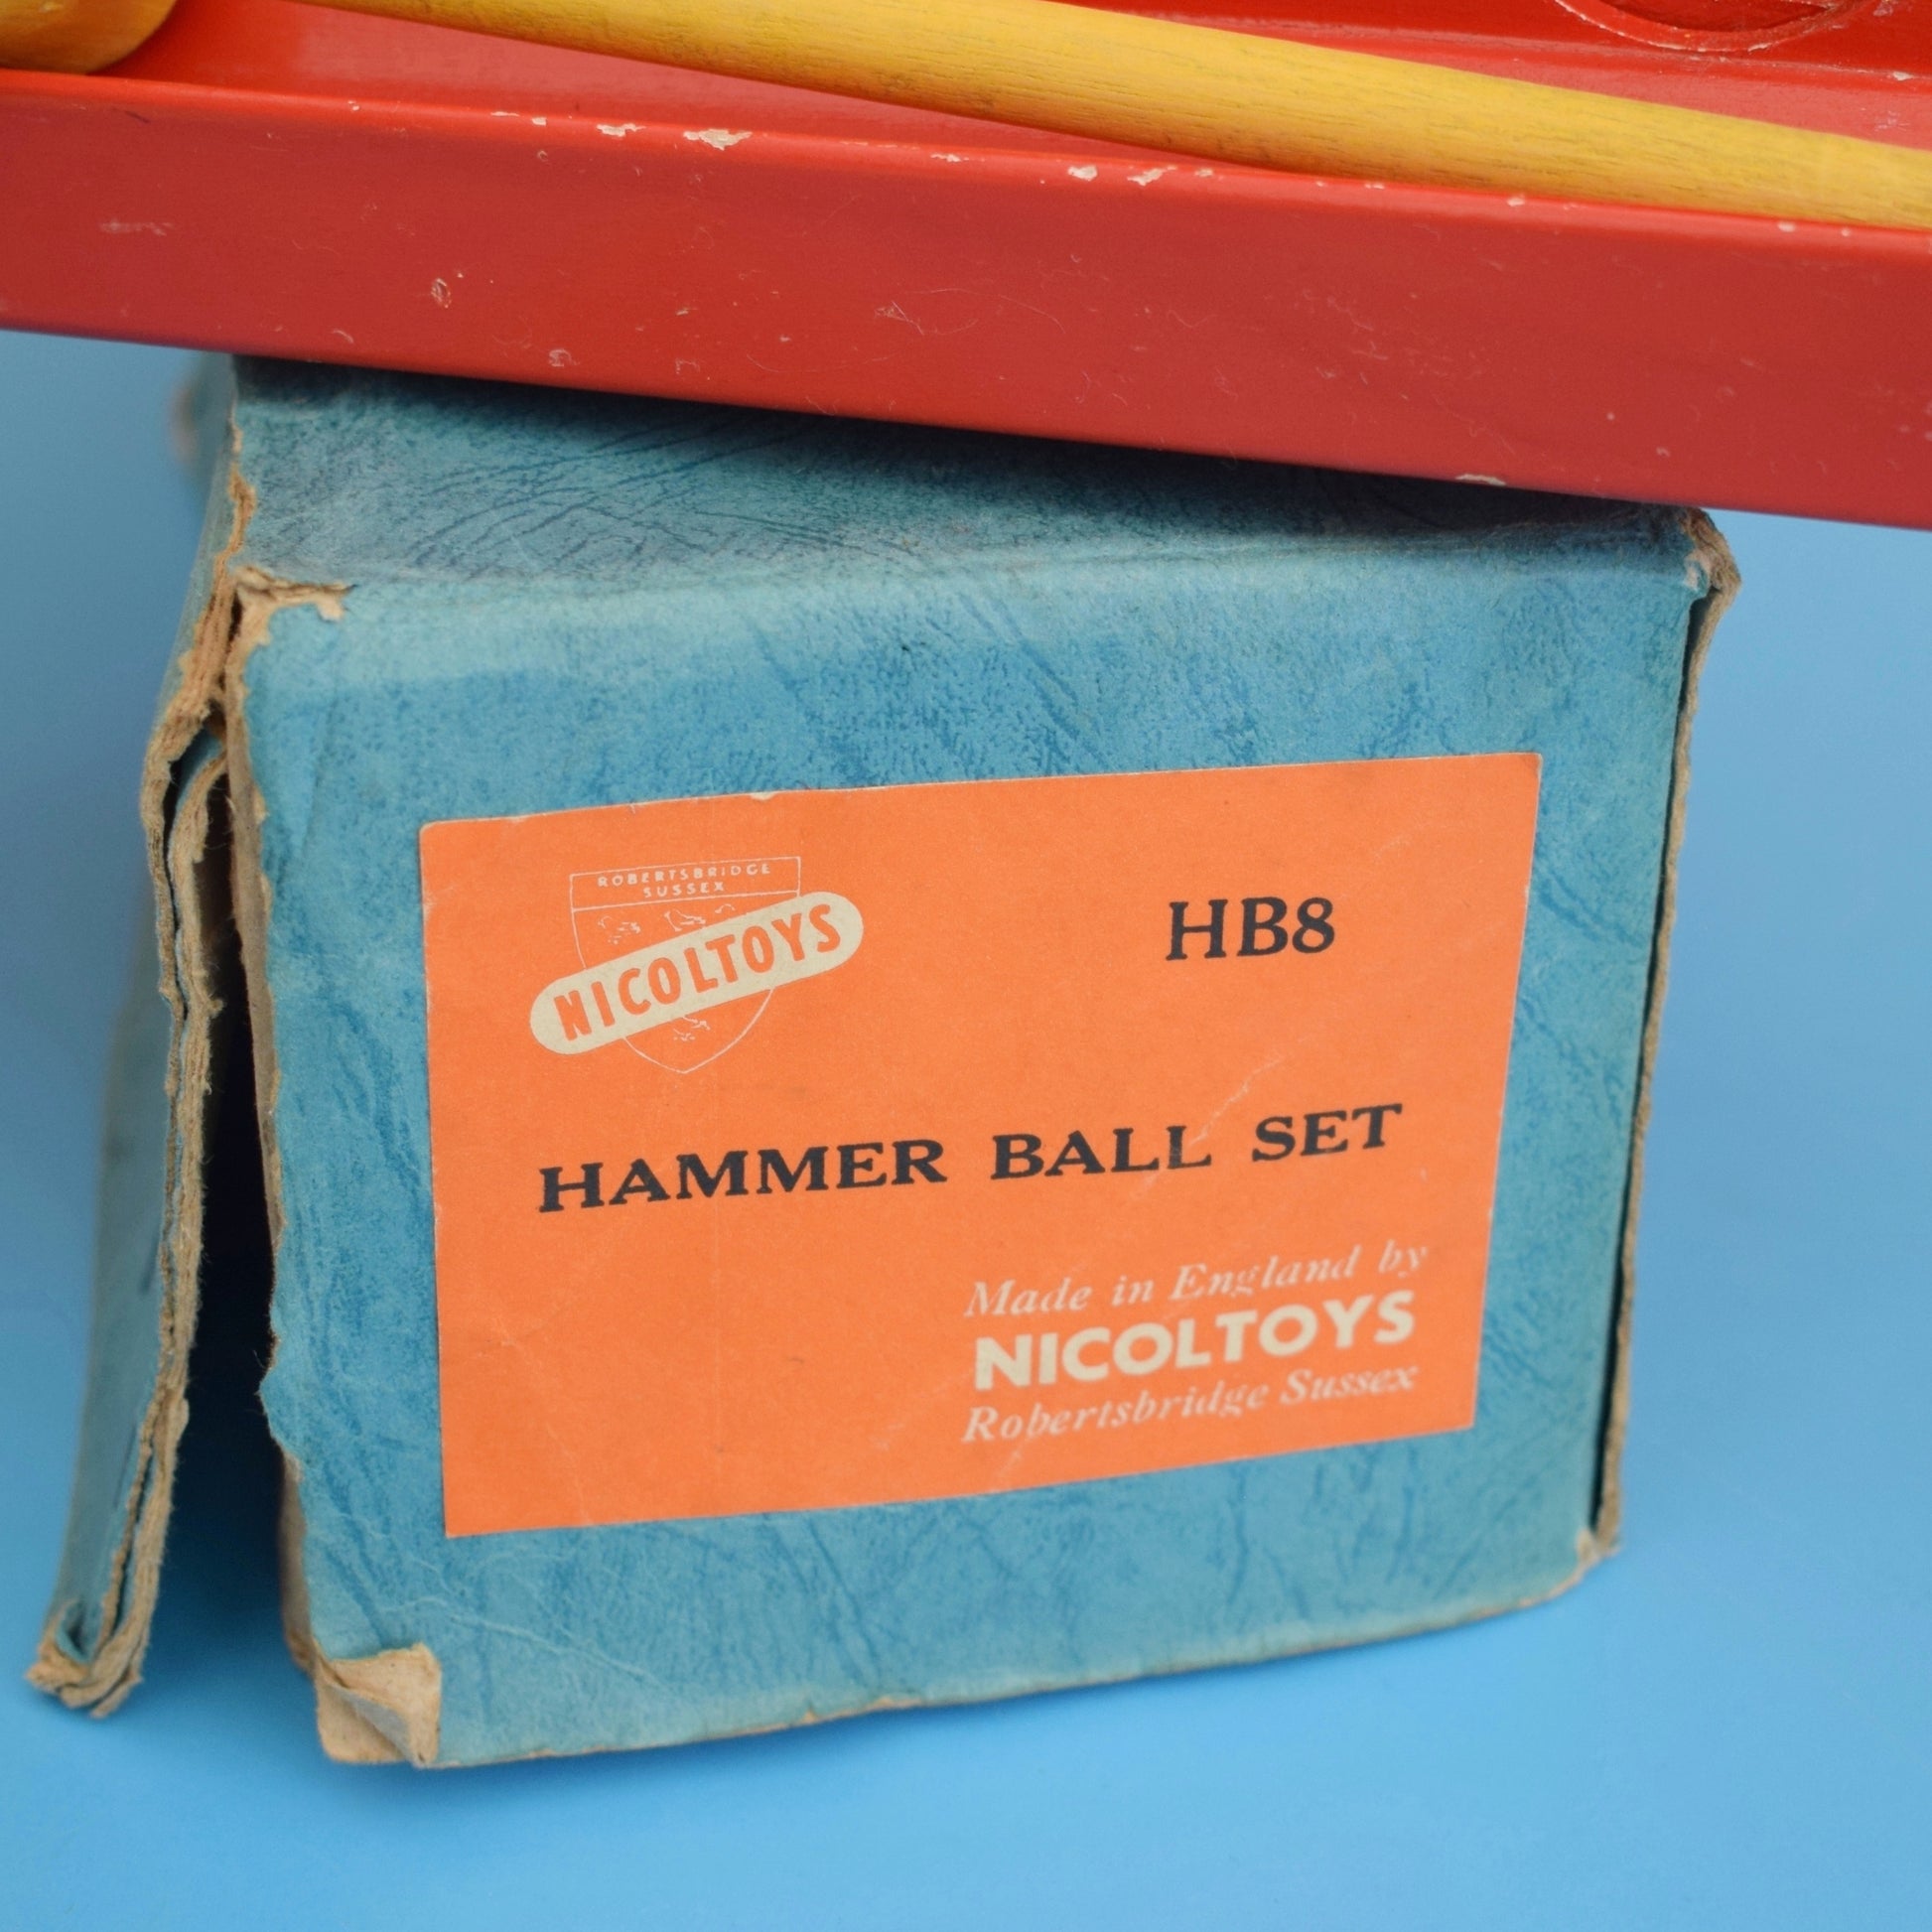 ROBERTSBRIDGE
SUSSEX
NICOLTOYS
HB8
HAMMER BALL SET
Made in England by
NICOLTOYS
Robertsbridge Sussex